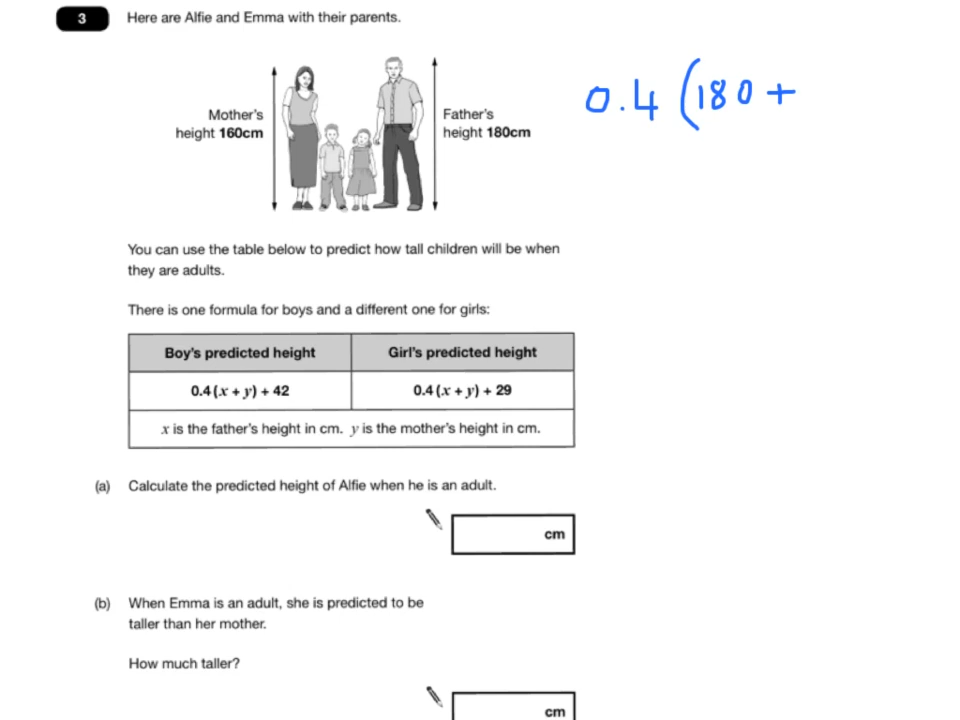 3 Here are Alfie and Emma with their parents.
0.4 (180 +
Mother's
height 160cm
Father's
height 180cm
You can use the table below to predict how tall children will be when
they are adults.
There is one formula for boys and a different one for girls:
Boy's predicted height Girl's predicted height
0.4 (x + y) + 42 0.4 (x + y) + 29
x is the father's height in cm. y is the mother's height in cm.
(a) Calculate the predicted height of Alfie when he is an adult.
cm
(b) When Emma is an adult, she is predicted to be
taller than her mother.
How much taller?
cm